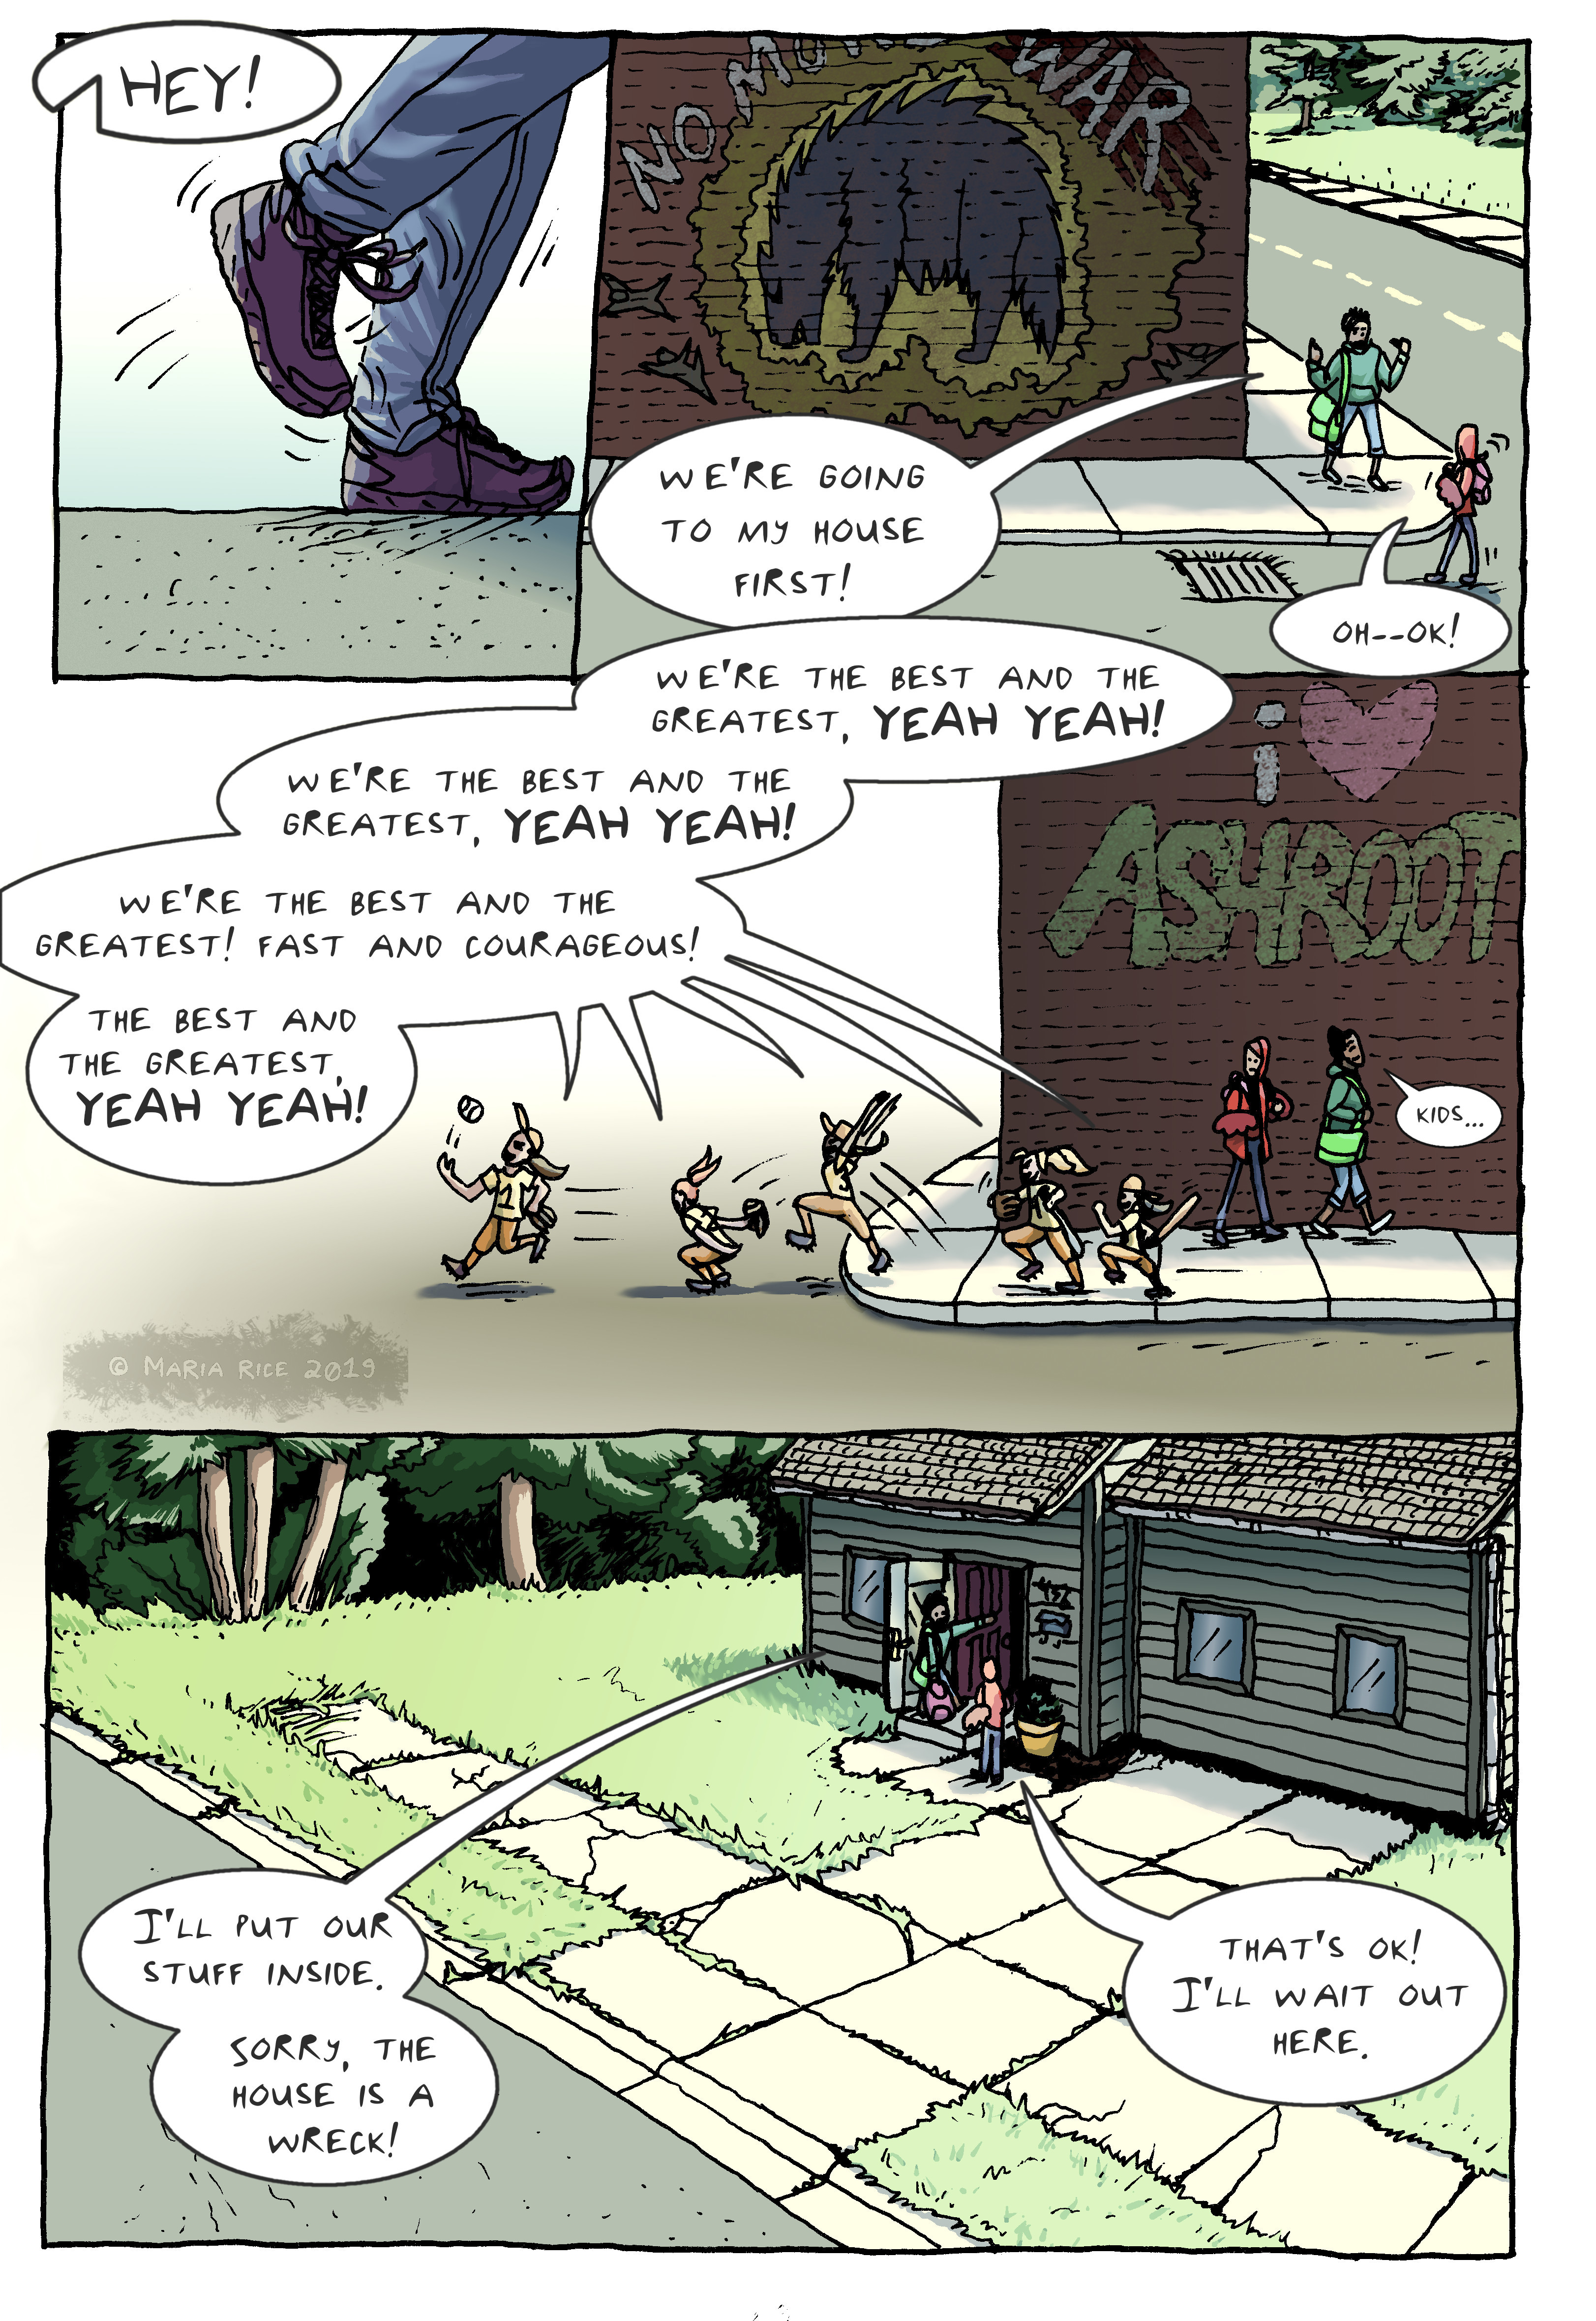 HEY!
NO MORE WAR
WE'RE GOING
TO MY HOUSE
FIRST!
OH--OK!
WE'RE THE BEST AND THE
GREATEST, YEAH YEAH!
WE'RE THE BEST AND THE
GREATEST, YEAH YEAH!
WE'RE THE BEST AND THE
GREATEST! FAST AND COURAGEOUS!
THE BEST AND
THE GREATEST,
YEAH YEAH!
i
ASHROOT
KIDS...
© MARIA RICE 2019
I'LL PUT OUR
STUFF INSIDE.
SORRY, THE
HOUSE IS A
WRECK!
THAT'S OK!
I'LL WAIT OUT
HERE.